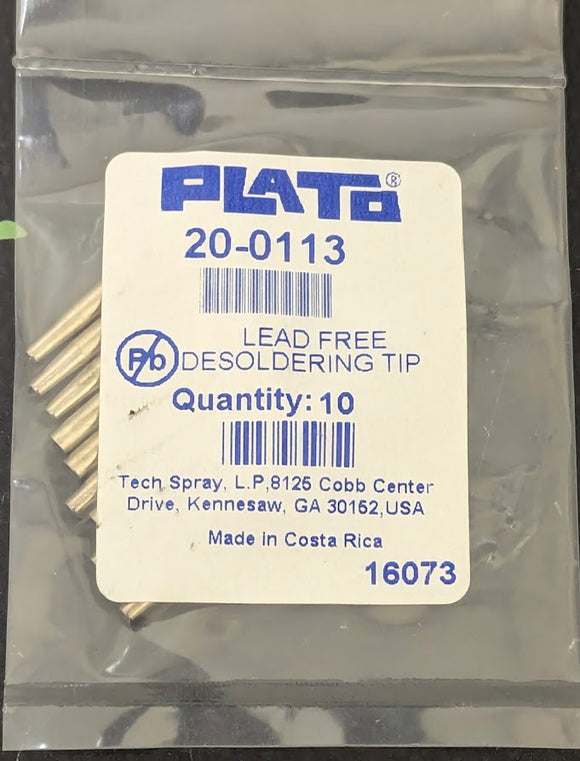 PLATO®
20-0113
LEAD FREE
Pb DESOLDERING TIP
Quantity: 10
Tech Spray, L.P,8125 Cobb Center
Drive, Kennesaw, GA 30152,USA
Made in Costa Rica
16073